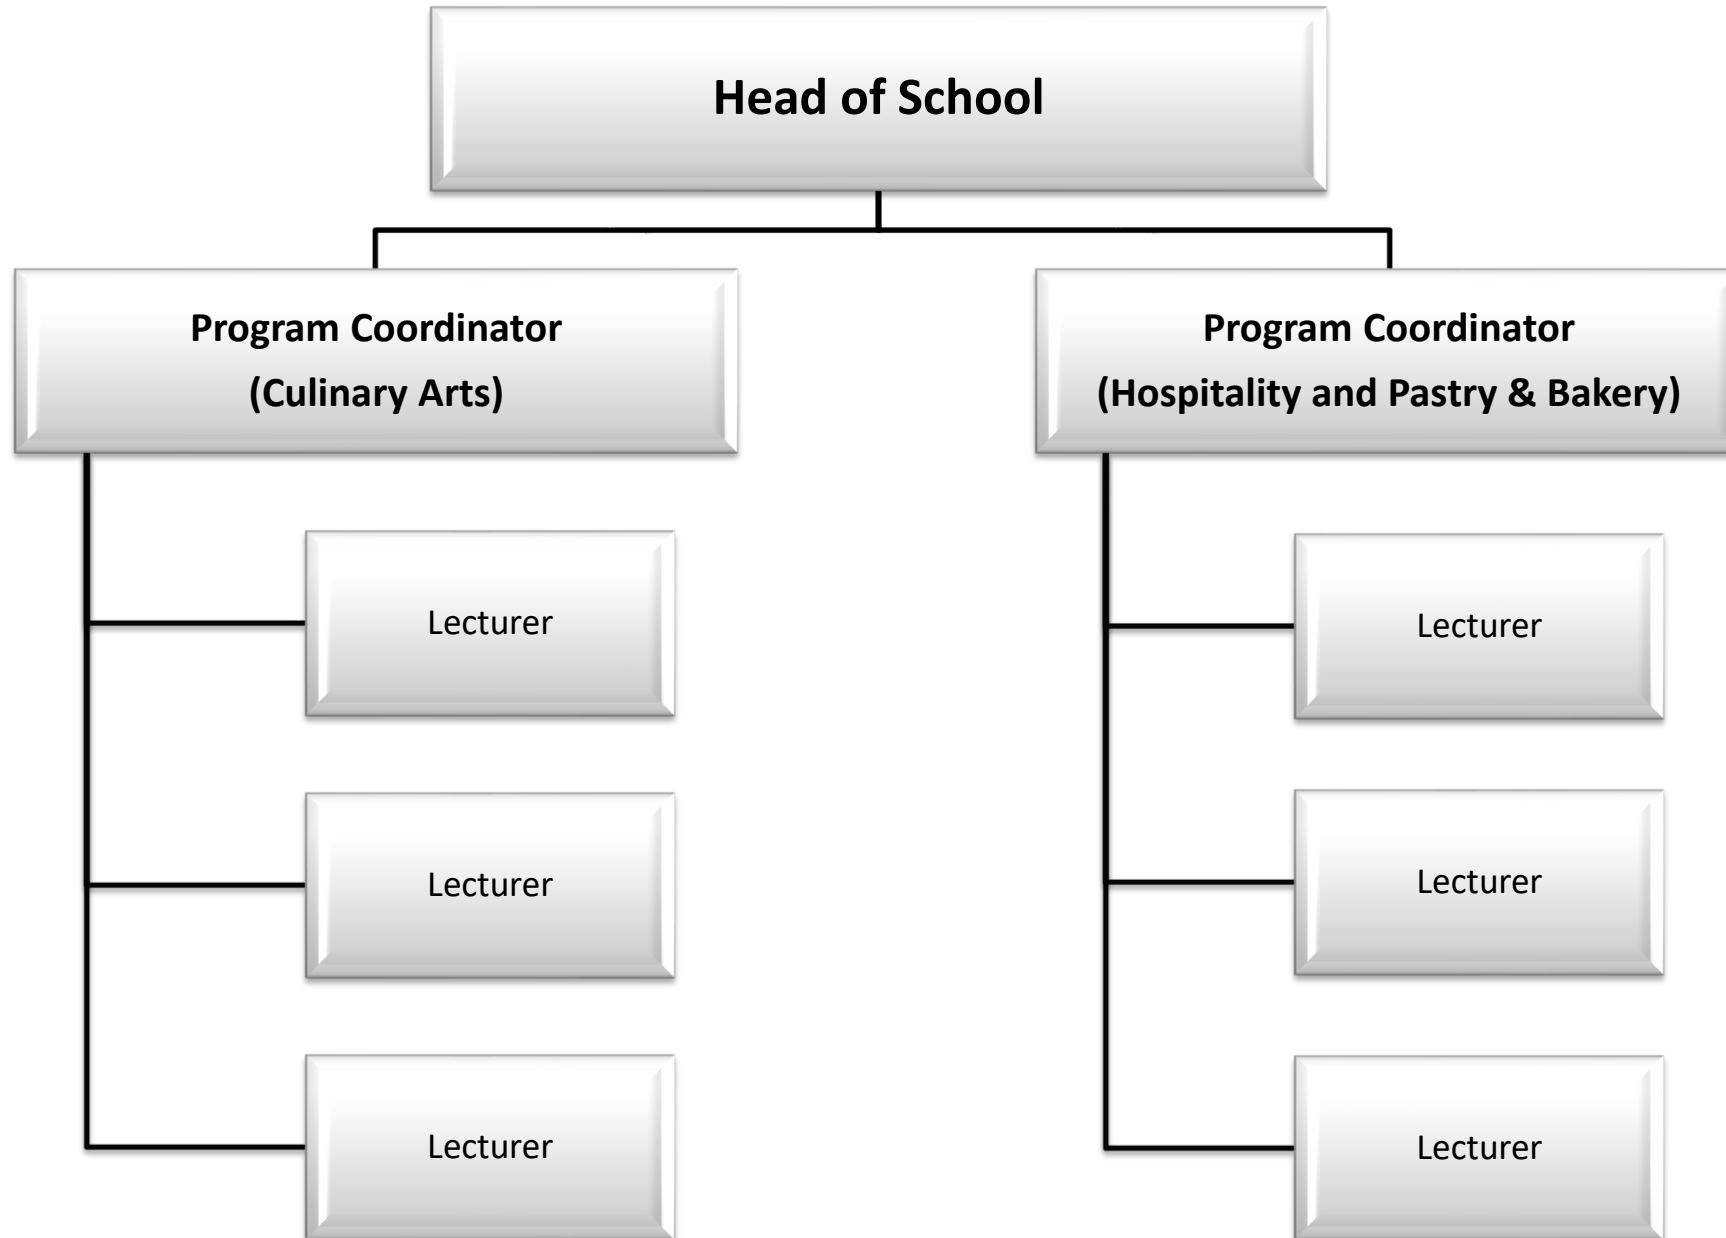 Head of School
Program Coordinator
(Culinary Arts)
Program Coordinator
(Hospitality and Pastry & Bakery)
Lecturer
Lecturer
Lecturer
Lecturer
Lecturer
Lecturer